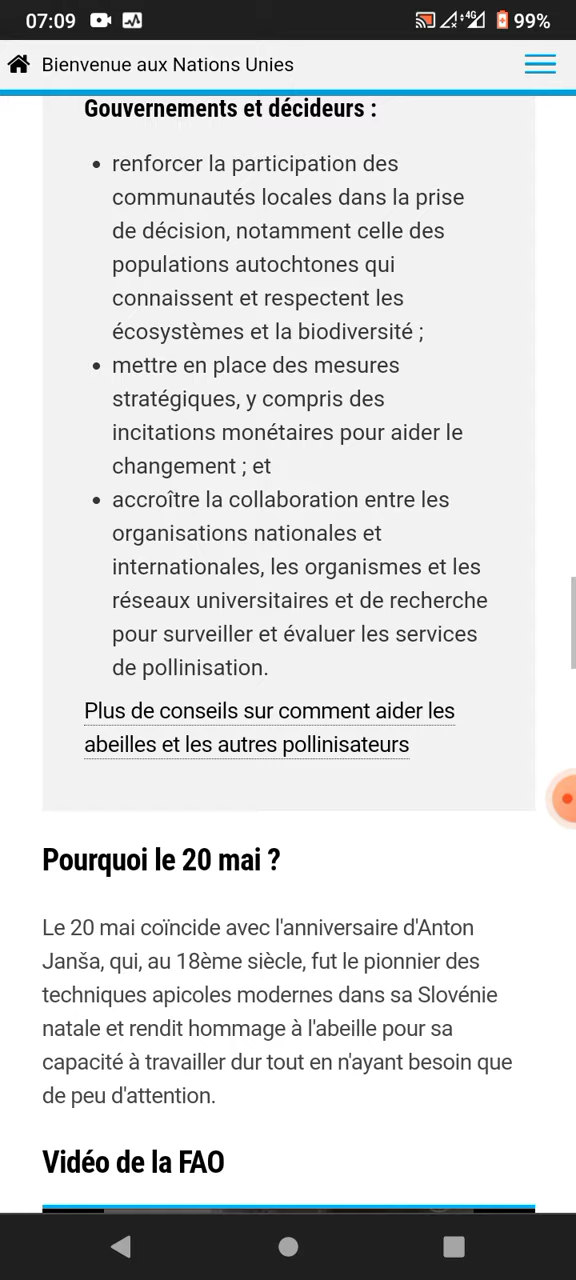 07:09 4G 99%
Bienvenue aux Nations Unies
Gouvernements et décideurs :
• renforcer la participation des
communautés locales dans la prise
de décision, notamment celle des
populations autochtones qui
connaissent et respectent les
écosystèmes et la biodiversité ;
• mettre en place des mesures
stratégiques, y compris des
incitations monétaires pour aider le
changement ; et
• accroître la collaboration entre les
organisations nationales et
internationales, les organismes et les
réseaux universitaires et de recherche
pour surveiller et évaluer les services
de pollinisation.
Plus de conseils sur comment aider les
abeilles et les autres pollinisateurs
Pourquoi le 20 mai ?
Le 20 mai coïncide avec l'anniversaire d'Anton
Janša, qui, au 18ème siècle, fut le pionnier des
techniques apicoles modernes dans sa Slovénie
natale et rendit hommage à l'abeille pour sa
capacité à travailler dur tout en n'ayant besoin que
de peu d'attention.
Vidéo de la FAO